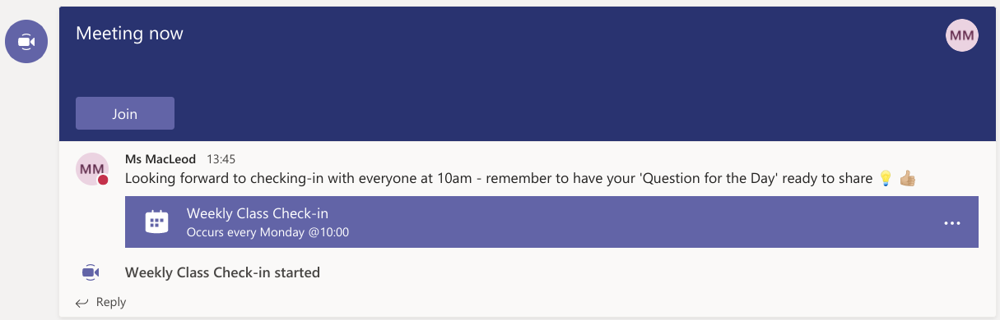 Meeting now
MM
Join
MM
Ms MacLeod 13:45
Looking forward to checking-in with everyone at 10am - remember to have your 'Question for the Day' ready to share 💡 👍🏼
Weekly Class Check-in
Occurs every Monday @10:00
Weekly Class Check-in started
Reply